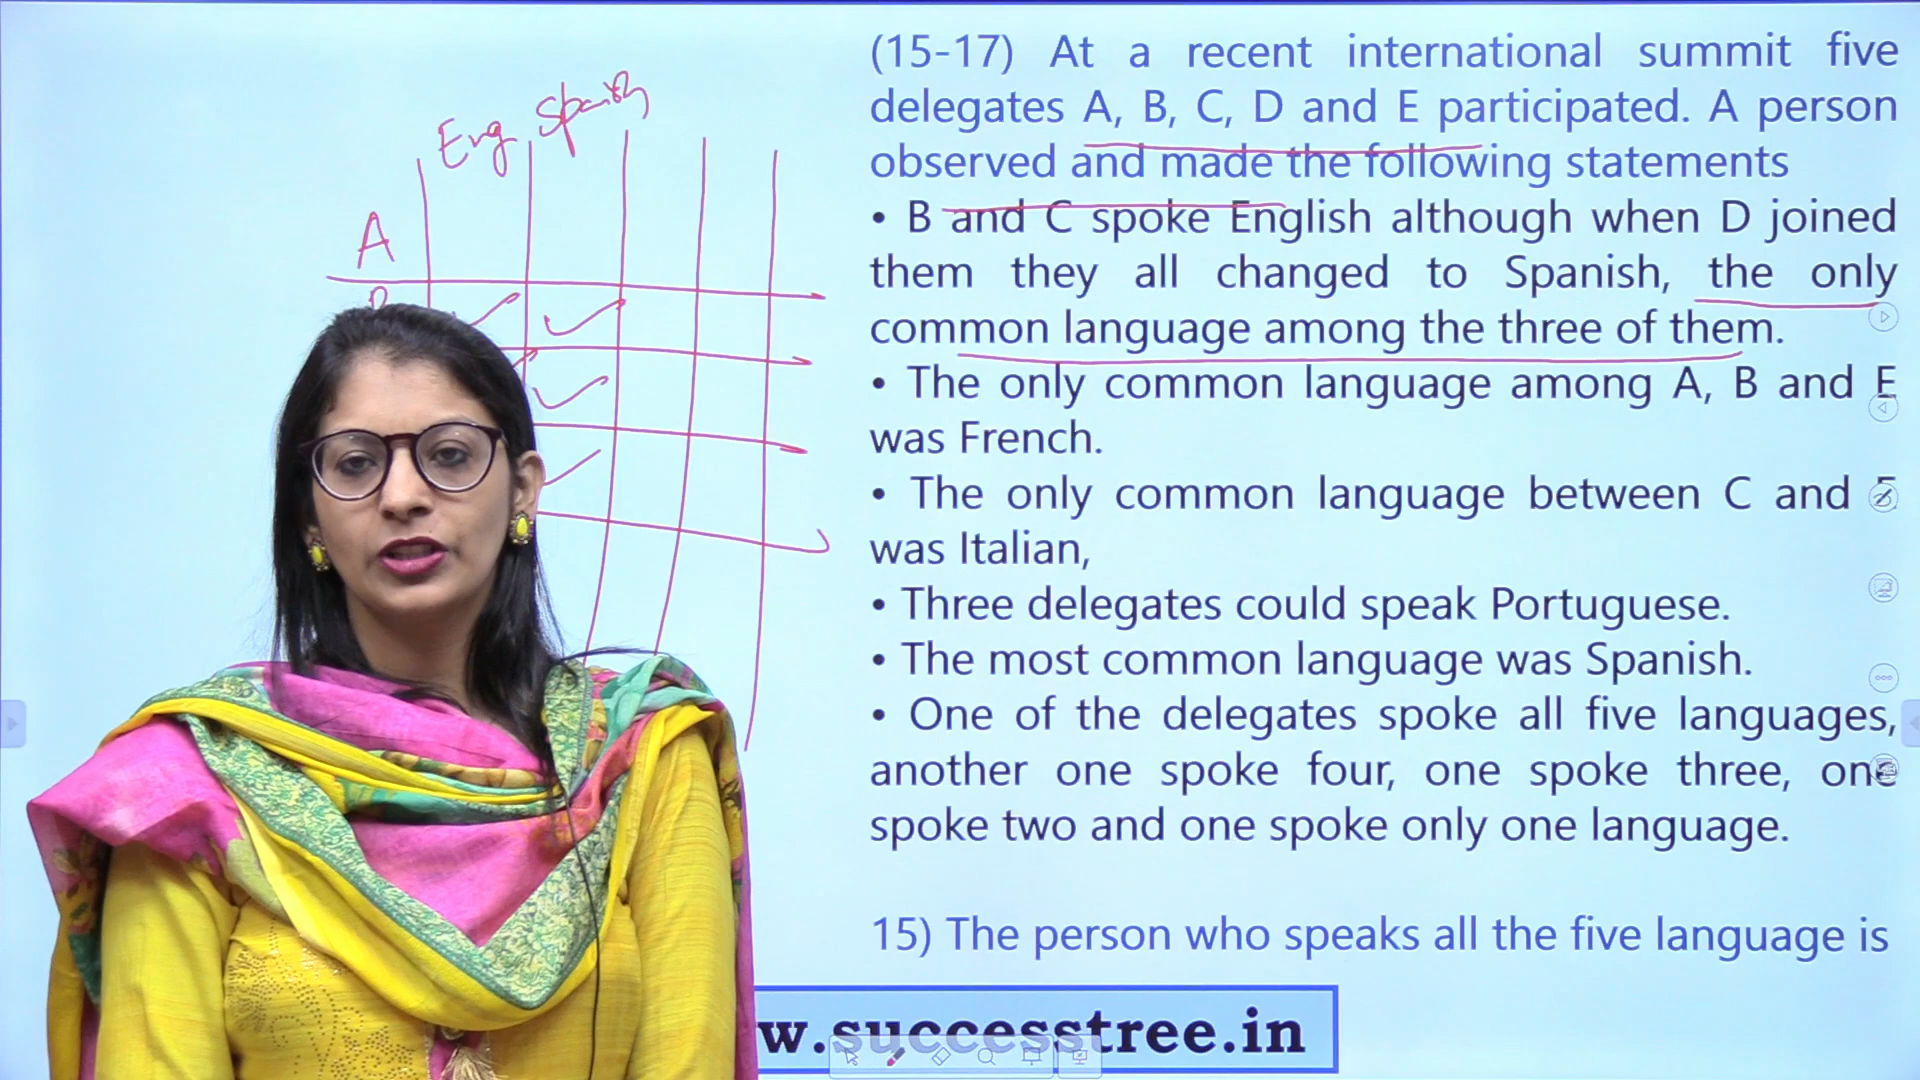 (15-17) At a recent international summit five
delegates A, B, C, D and E participated. A person
observed and made the following statements
• B and C spoke English although when D joined
them they all changed to Spanish, the only
common language among the three of them.
• The only common language among A, B and E
was French.
• The only common language between C and
was Italian,
• Three delegates could speak Portuguese.
• The most common language was Spanish.
• One of the delegates spoke all five languages,
another one spoke four, one spoke three, one
spoke two and one spoke only one language.
15) The person who speaks all the five language is
w.successtree.in
Eng Spanish
A